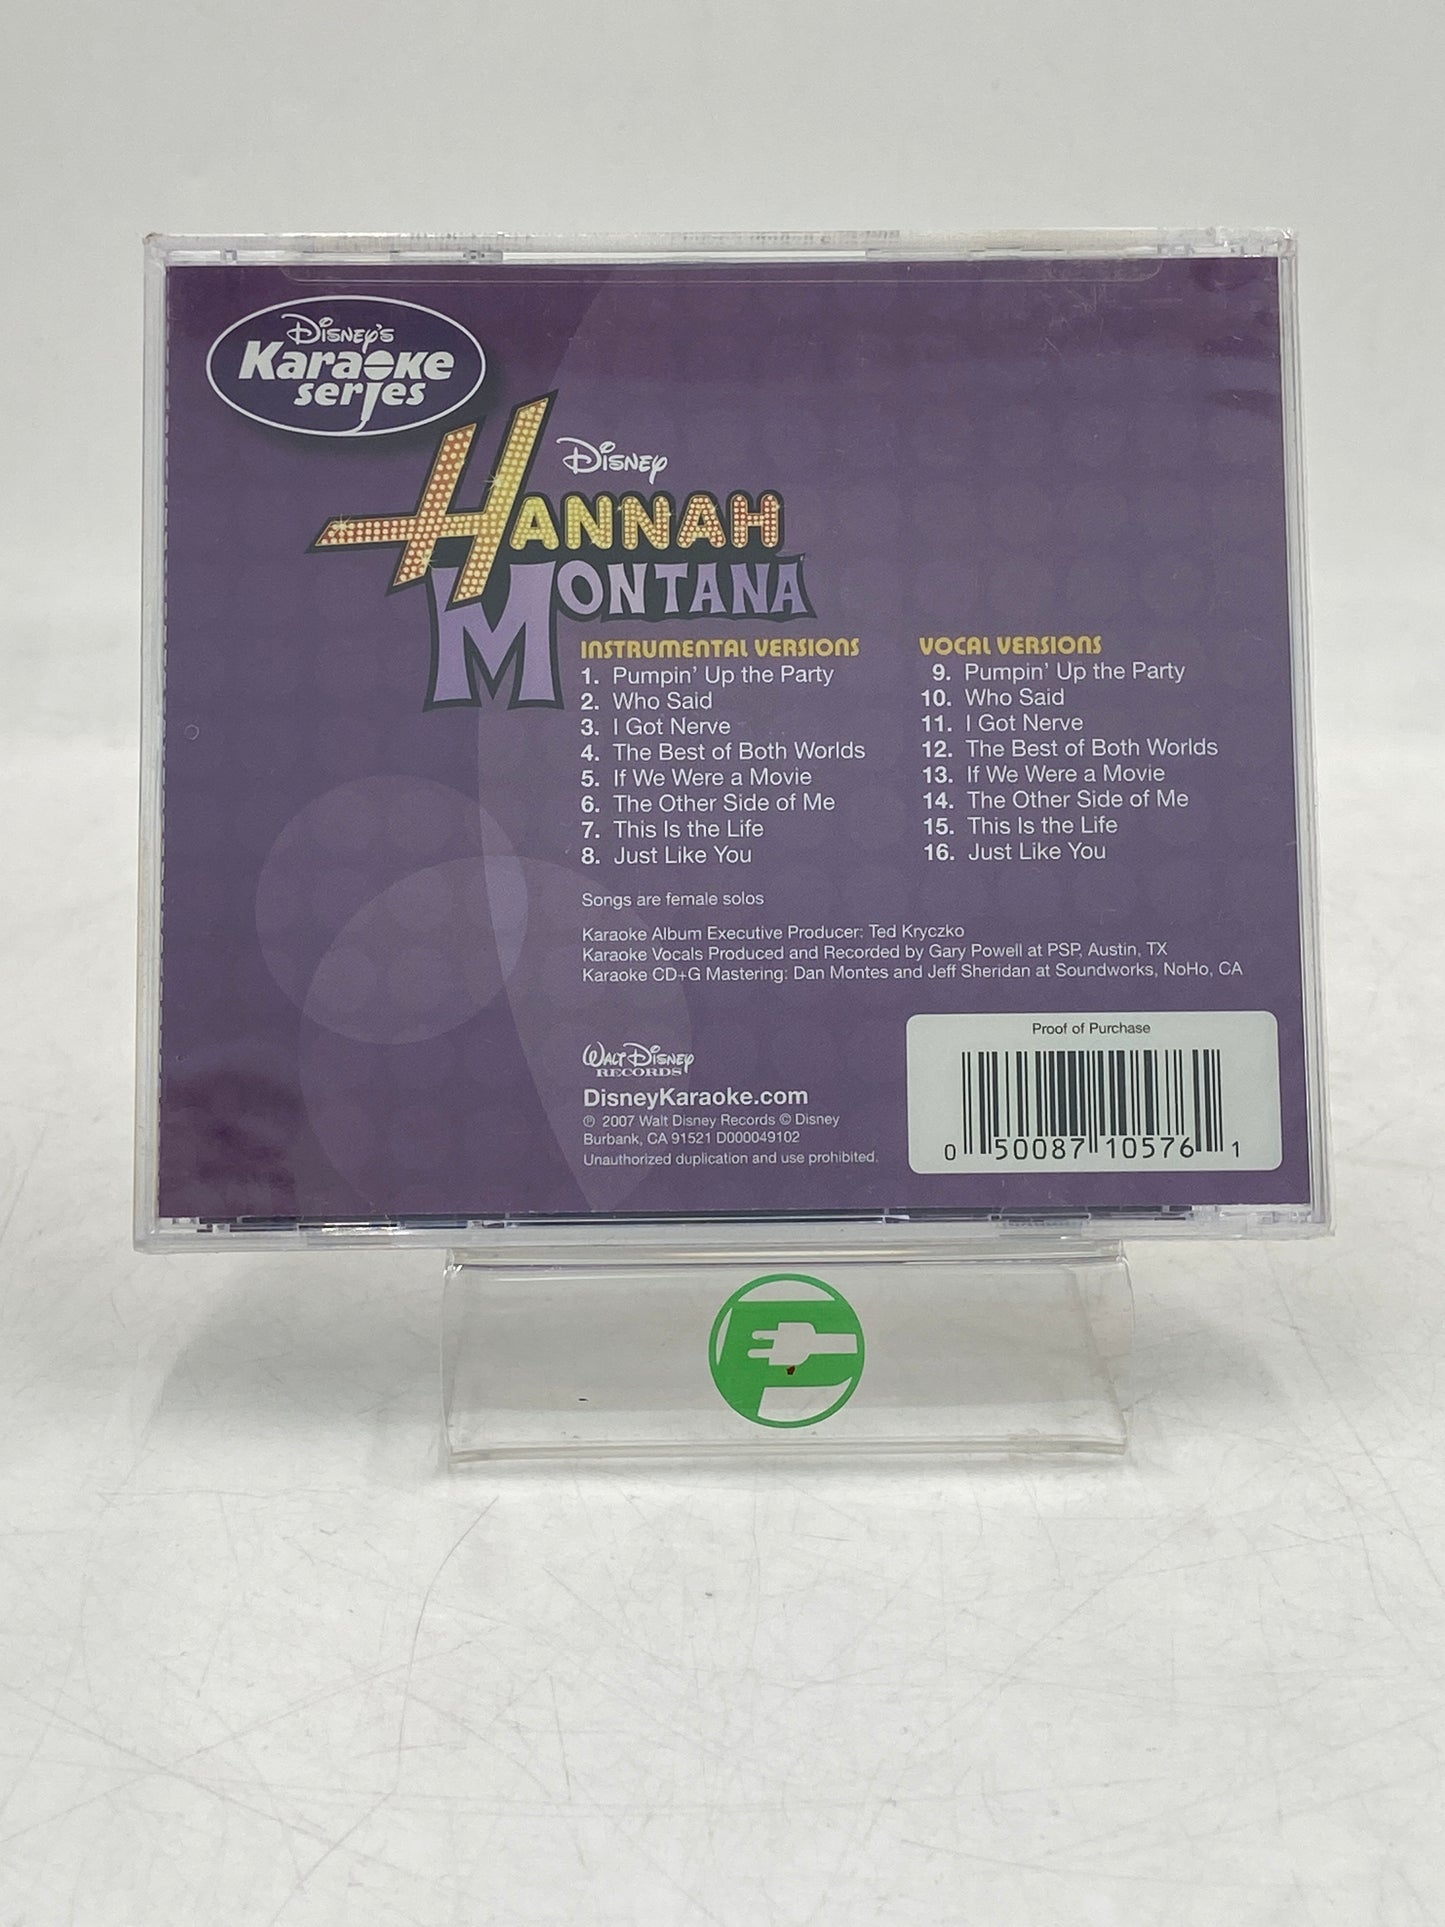 Disney's
Karaoke
series
Disney
Hannah
Montana
INSTRUMENTAL VERSIONS
1. Pumpin' Up the Party
2. Who Said
3. I Got Nerve
4. The Best of Both Worlds
5. If We Were a Movie
6. The Other Side of Me
7. This Is the Life
8. Just Like You
VOCAL VERSIONS
9. Pumpin' Up the Party
10. Who Said
11. I Got Nerve
12. The Best of Both Worlds
13. If We Were a Movie
14. The Other Side of Me
15. This Is the Life
16. Just Like You
Songs are female solos
Karaoke Album Executive Producer: Ted Kryczko
Karaoke Vocals Produced and Recorded by Gary Powell at PSP, Austin, TX
Karaoke CD+G Mastering: Dan Montes and Jeff Sheridan at Soundworks, NoHo, CA
Walt Disney
RECORDS
DisneyKaraoke.com
℗ 2007 Walt Disney Records © Disney
Burbank, CA 91521 D000049102
Unauthorized duplication and use prohibited.
Proof of Purchase
0 50087 10576 1